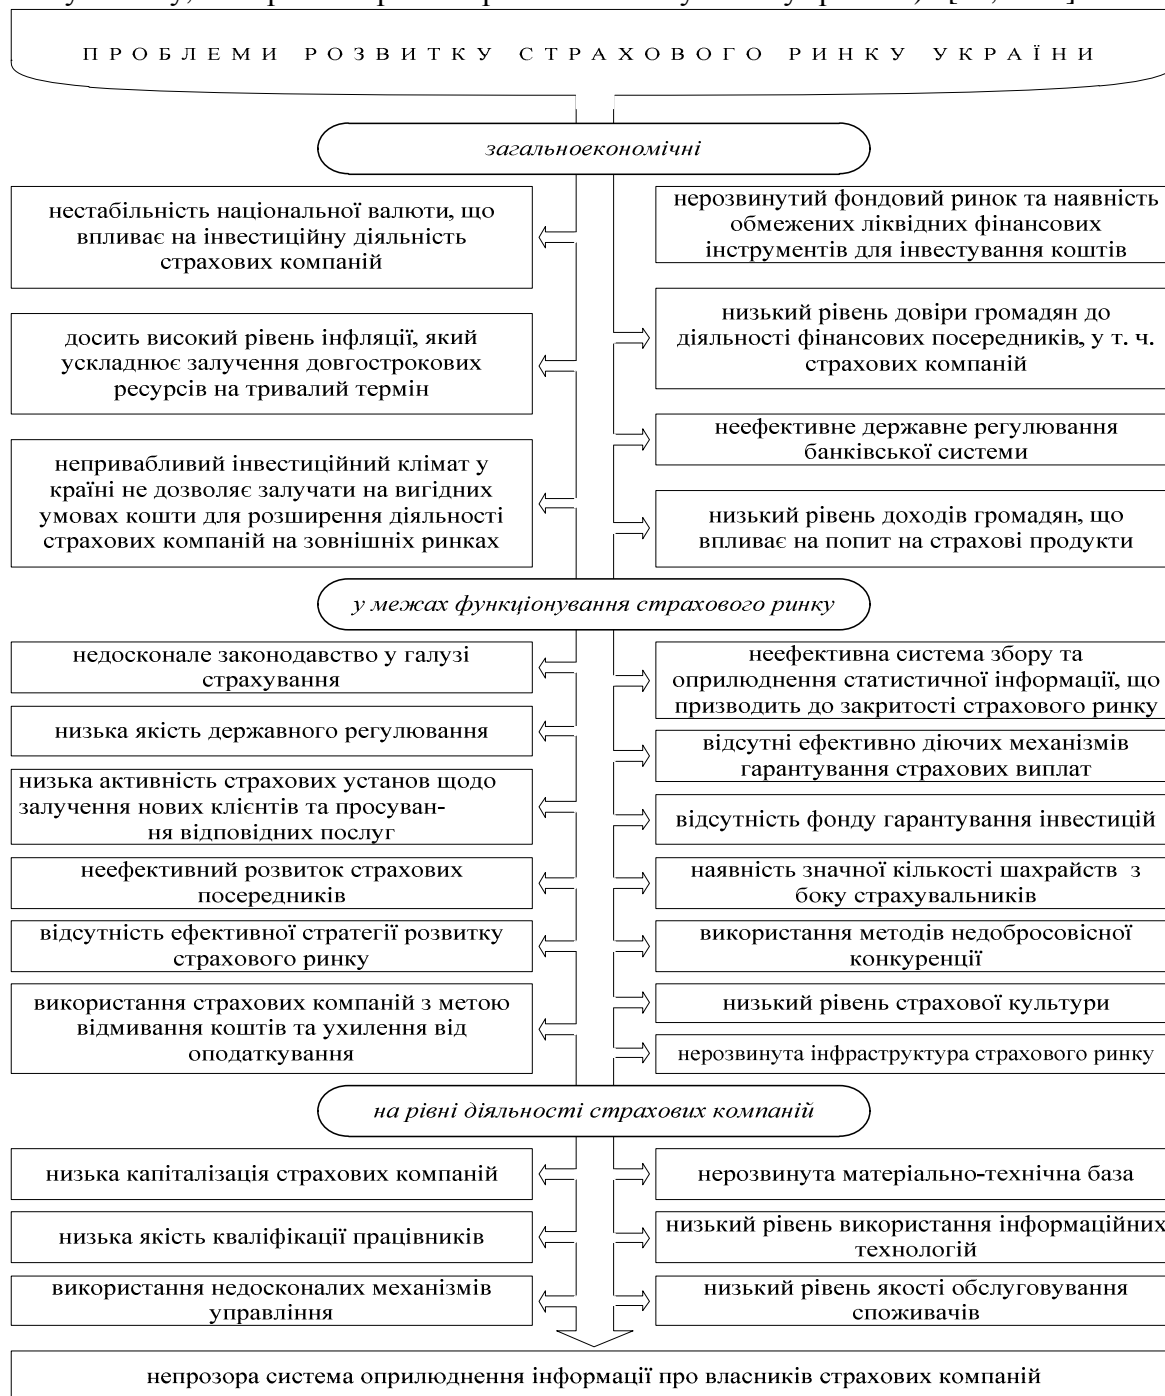 ПРОБЛЕМИ РОЗВИТКУ СТРАХОВОГО РИНКУ УКРАЇНИ
загальноекономічні
нестабільність національної валюти, що
впливає на інвестиційну діяльність
страхових компаній
нерозвинутий фондовий ринок та наявність
обмежених ліквідних фінансових
інструментів для інвестування коштів
досить високий рівень інфляції, який
ускладнює залучення довгострокових
ресурсів на тривалий термін
низький рівень довіри громадян до
діяльності фінансових посередників, у т. ч.
страхових компаній
неефективне державне регулювання
банківської системи
непривабливий інвестиційний клімат у
країні не дозволяє залучати на вигідних
умовах кошти для розширення діяльності
страхових компаній на зовнішніх ринках
низький рівень доходів громадян, що
впливає на попит на страхові продукти
у межах функціонування страхового ринку
недосконале законодавство у галузі
страхування
неефективна система збору та
оприлюднення статистичної інформації, що
призводить до закритості страхового ринку
низька якість державного регулювання
відсутні ефективно діючих механізмів
гарантування страхових виплат
низька активність страхових установ щодо
залучення нових клієнтів та просуван-
ня відповідних послуг
відсутність фонду гарантування інвестицій
неефективний розвиток страхових
посередників
наявність значної кількості шахрайств з
боку страхувальників
відсутність ефективної стратегії розвитку
страхового ринку
використання методів недобросовісної
конкуренції
використання страхових компаній з метою
відмивання коштів та ухилення від
оподаткування
низький рівень страхової культури
нерозвинута інфраструктура страхового ринку
на рівні діяльності страхових компаній
низька капіталізація страхових компаній
нерозвинута матеріально-технічна база
низька якість кваліфікації працівників
низький рівень використання інформаційних
технологій
використання недосконалих механізмів
управління
низький рівень якості обслуговування
споживачів
непрозора система оприлюднення інформації про власників страхових компаній